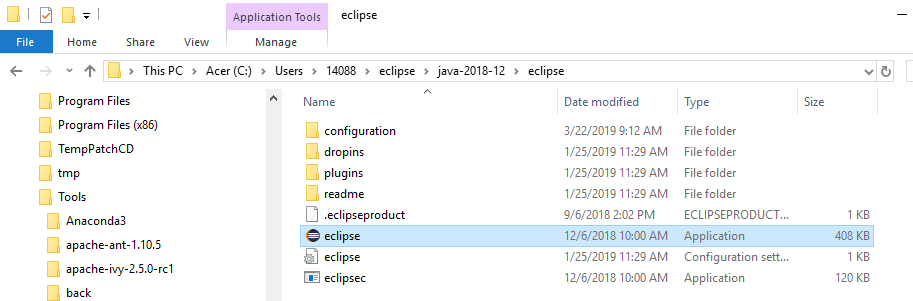 Application Tools eclipse
File Home Share View Manage
This PC > Acer (C:) > Users > 14088 > eclipse > java-2018-12 > eclipse
Program Files
Program Files (x86)
TempPatchCD
tmp
Tools
Anaconda3
apache-ant-1.10.5
apache-ivy-2.5.0-rc1
back
Name Date modified Type Size
configuration 3/22/2019 9:12 AM File folder
dropins 1/25/2019 11:29 AM File folder
plugins 1/25/2019 11:29 AM File folder
readme 1/25/2019 11:29 AM File folder
.eclipseproduct 9/6/2018 2:02 PM ECLIPSEPRODUCT... 1 KB
eclipse 12/6/2018 10:00 AM Application 408 KB
eclipse 1/25/2019 11:29 AM Configuration sett... 1 KB
eclipsec 12/6/2018 10:00 AM Application 120 KB